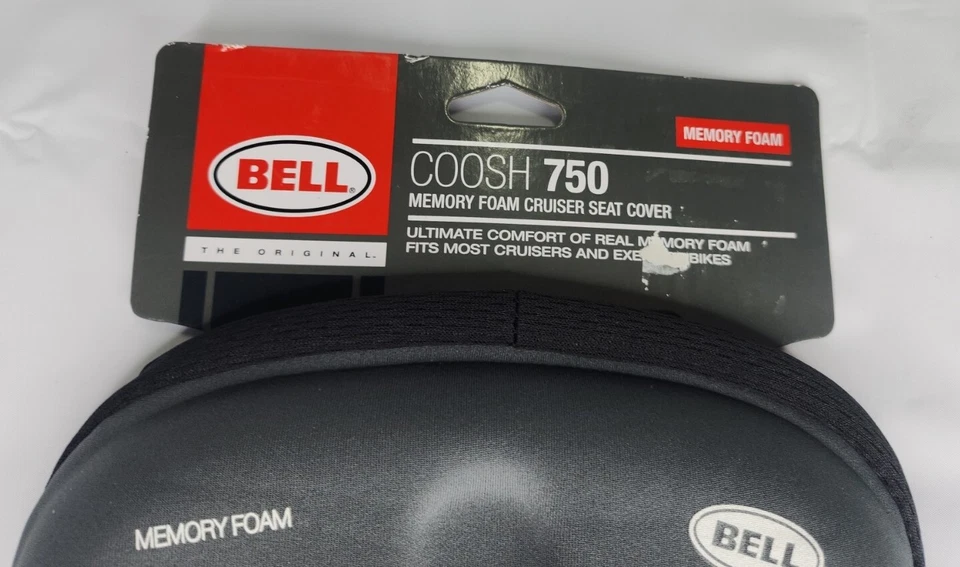 BELL®
THE ORIGINAL.
MEMORY FOAM
COOSH 750
MEMORY FOAM CRUISER SEAT COVER
ULTIMATE COMFORT OF REAL MEMORY FOAM
FITS MOST CRUISERS AND BIKES
MEMORY FOAM
BELL